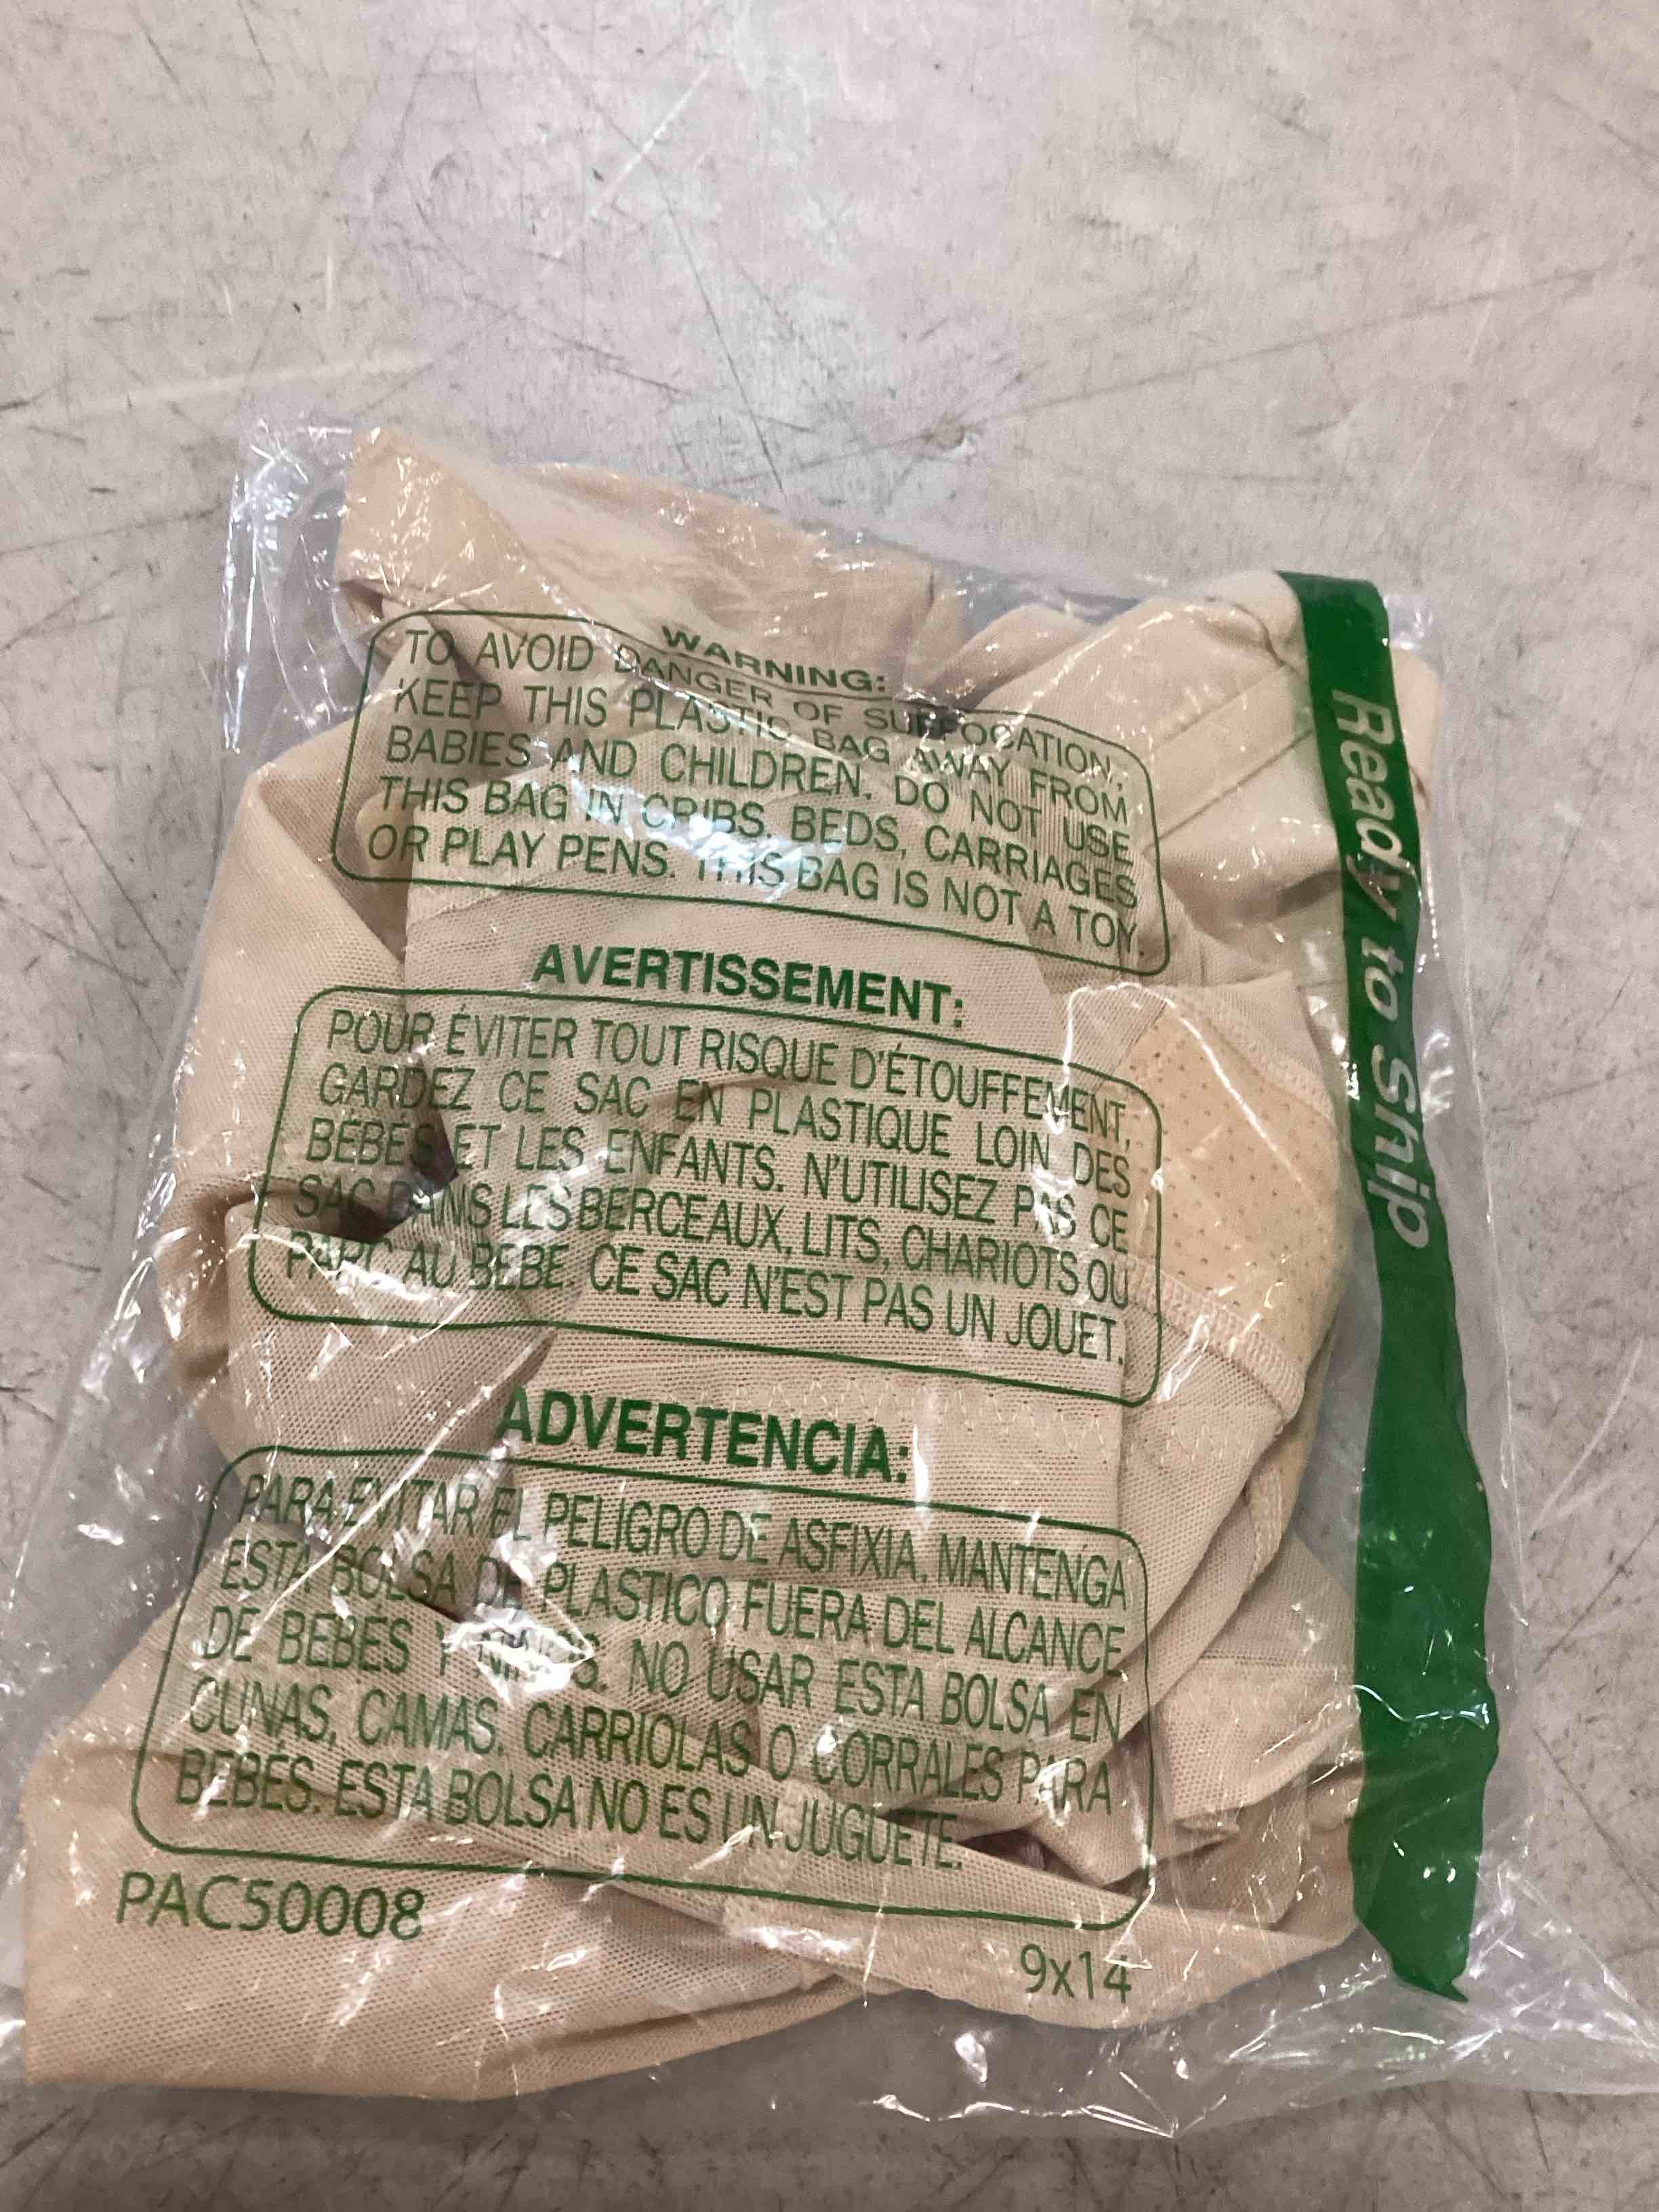 WARNING:
TO AVOID DANGER OF SUFFOCATION,
KEEP THIS PLASTIC BAG AWAY FROM
BABIES AND CHILDREN. DO NOT USE
THIS BAG IN CRIBS, BEDS, CARRIAGES
OR PLAY PENS. THIS BAG IS NOT A TOY.
AVERTISSEMENT:
POUR ÉVITER TOUT RISQUE D'ÉTOUFFEMENT,
GARDEZ CE SAC EN PLASTIQUE LOIN DES
BÉBES ET LES ENFANTS. N'UTILISEZ PAS CE
SAC DANS LES BERCEAUX, LITS, CHARIOTS OU
PARC AU BEBE. CE SAC N'EST PAS UN JOUET.
ADVERTENCIA:
PARA EVITAR EL PELIGRO DE ASFIXIA, MANTENGA
ESTA BOLSA DE PLASTICO FUERA DEL ALCANCE
DE BEBES Y NIÑOS. NO USAR ESTA BOLSA EN
CUNAS, CAMAS, CARRIOLAS O CORRALES PARA
BEBÉS. ESTA BOLSA NO ES UN JUGUETE.
PAC50008
9x14
Ready to Ship